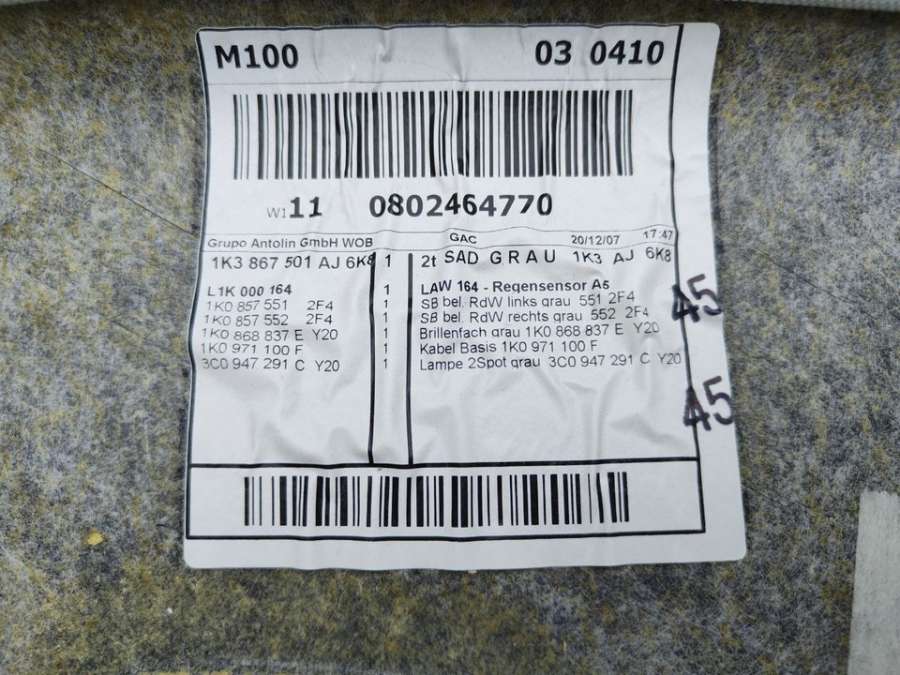 M100 03 0410
W1 11 0802464770
Grupo Antolin GmbH WOB GAC 20/12/07 17:47
1K3 867 501 AJ 6K8 1 2t SAD GRAU 1K3 AJ 6K8
L1K 000 164 1 LAW 164 - Regensensor A5
1K0 857 551 2F4 1 SB bel. RdW links grau 551 2F4
1K0 857 552 2F4 1 SB bel. RdW rechts grau 552 2F4
1K0 868 837 E Y20 1 Brillenfach grau 1K0 868 837 E Y20
1K0 971 100 F 1 Kabel Basis 1K0 971 100 F
3C0 947 291 C Y20 1 Lampe 2Spot grau 3C0 947 291 C Y20
45
45